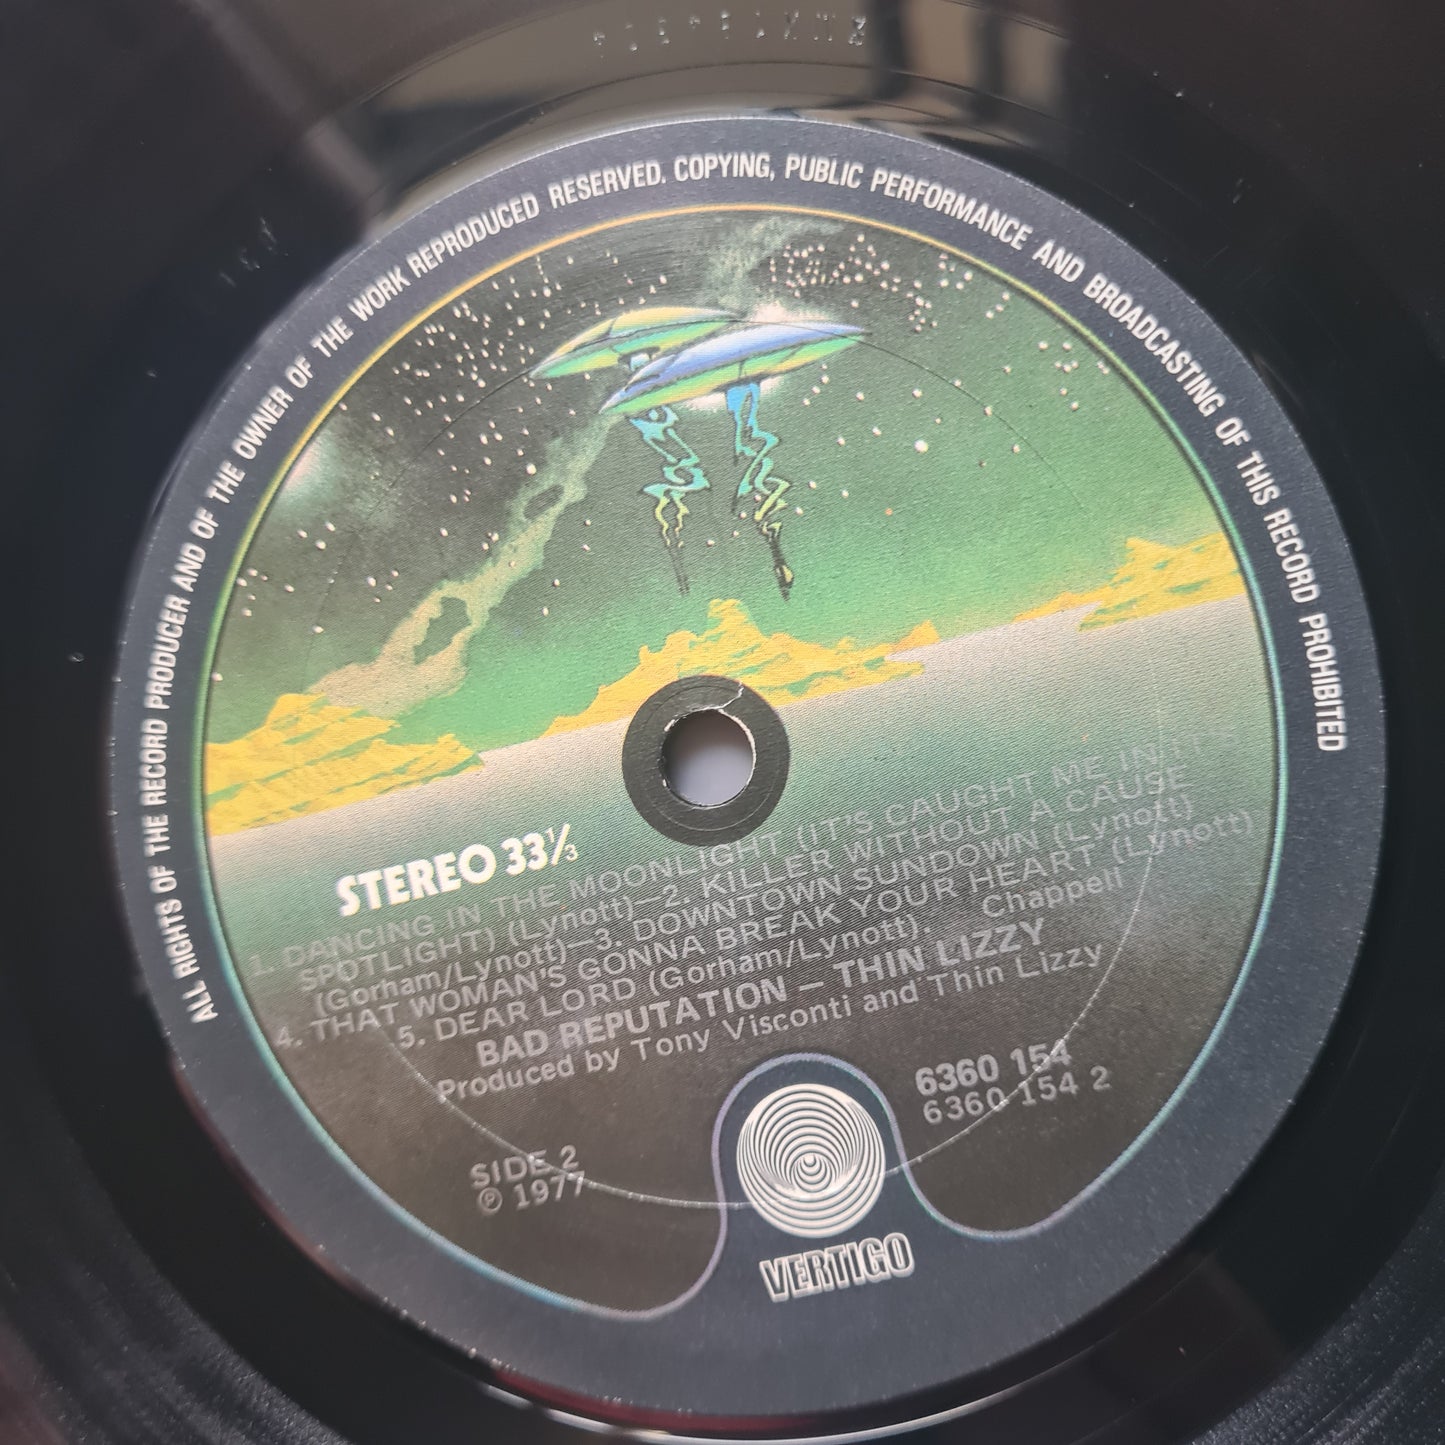 ALL RIGHTS OF THE RECORD PRODUCER AND OF THE OWNER OF THE WORK REPRODUCED RESERVED. COPYING, PUBLIC PERFORMANCE AND BROADCASTING OF THIS RECORD PROHIBITED
STEREO 33⅓
1. DANCING IN THE MOONLIGHT (IT'S CAUGHT ME IN IT'S
SPOTLIGHT) (Lynott)—2. KILLER WITHOUT A CAUSE
(Gorham/Lynott)—3. DOWNTOWN SUNDOWN (Lynott)
4. THAT WOMAN'S GONNA BREAK YOUR HEART (Lynott)
5. DEAR LORD (Gorham/Lynott). Chappell
BAD REPUTATION — THIN LIZZY
Produced by Tony Visconti and Thin Lizzy
6360 154
6360 154 2
SIDE 2
℗ 1977
VERTIGO